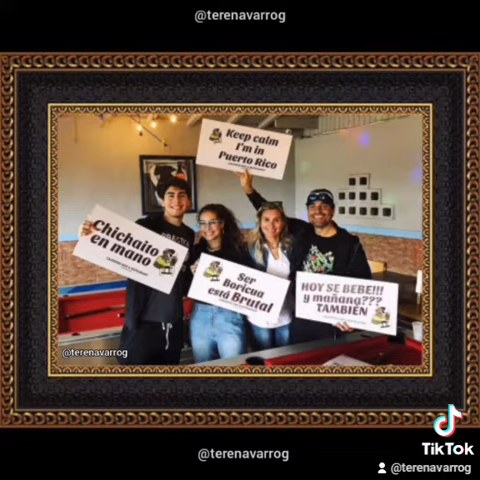 @terenavarrog
Keep calm
I'm in
Puerto Rico
Chichaito
en mano
Ser
Boricua
está Brutal
HOY SE BEBE!!!
y mañana???
TAMBIÉN
@terenavarrog
@terenavarrog
TikTok
@terenavarrog